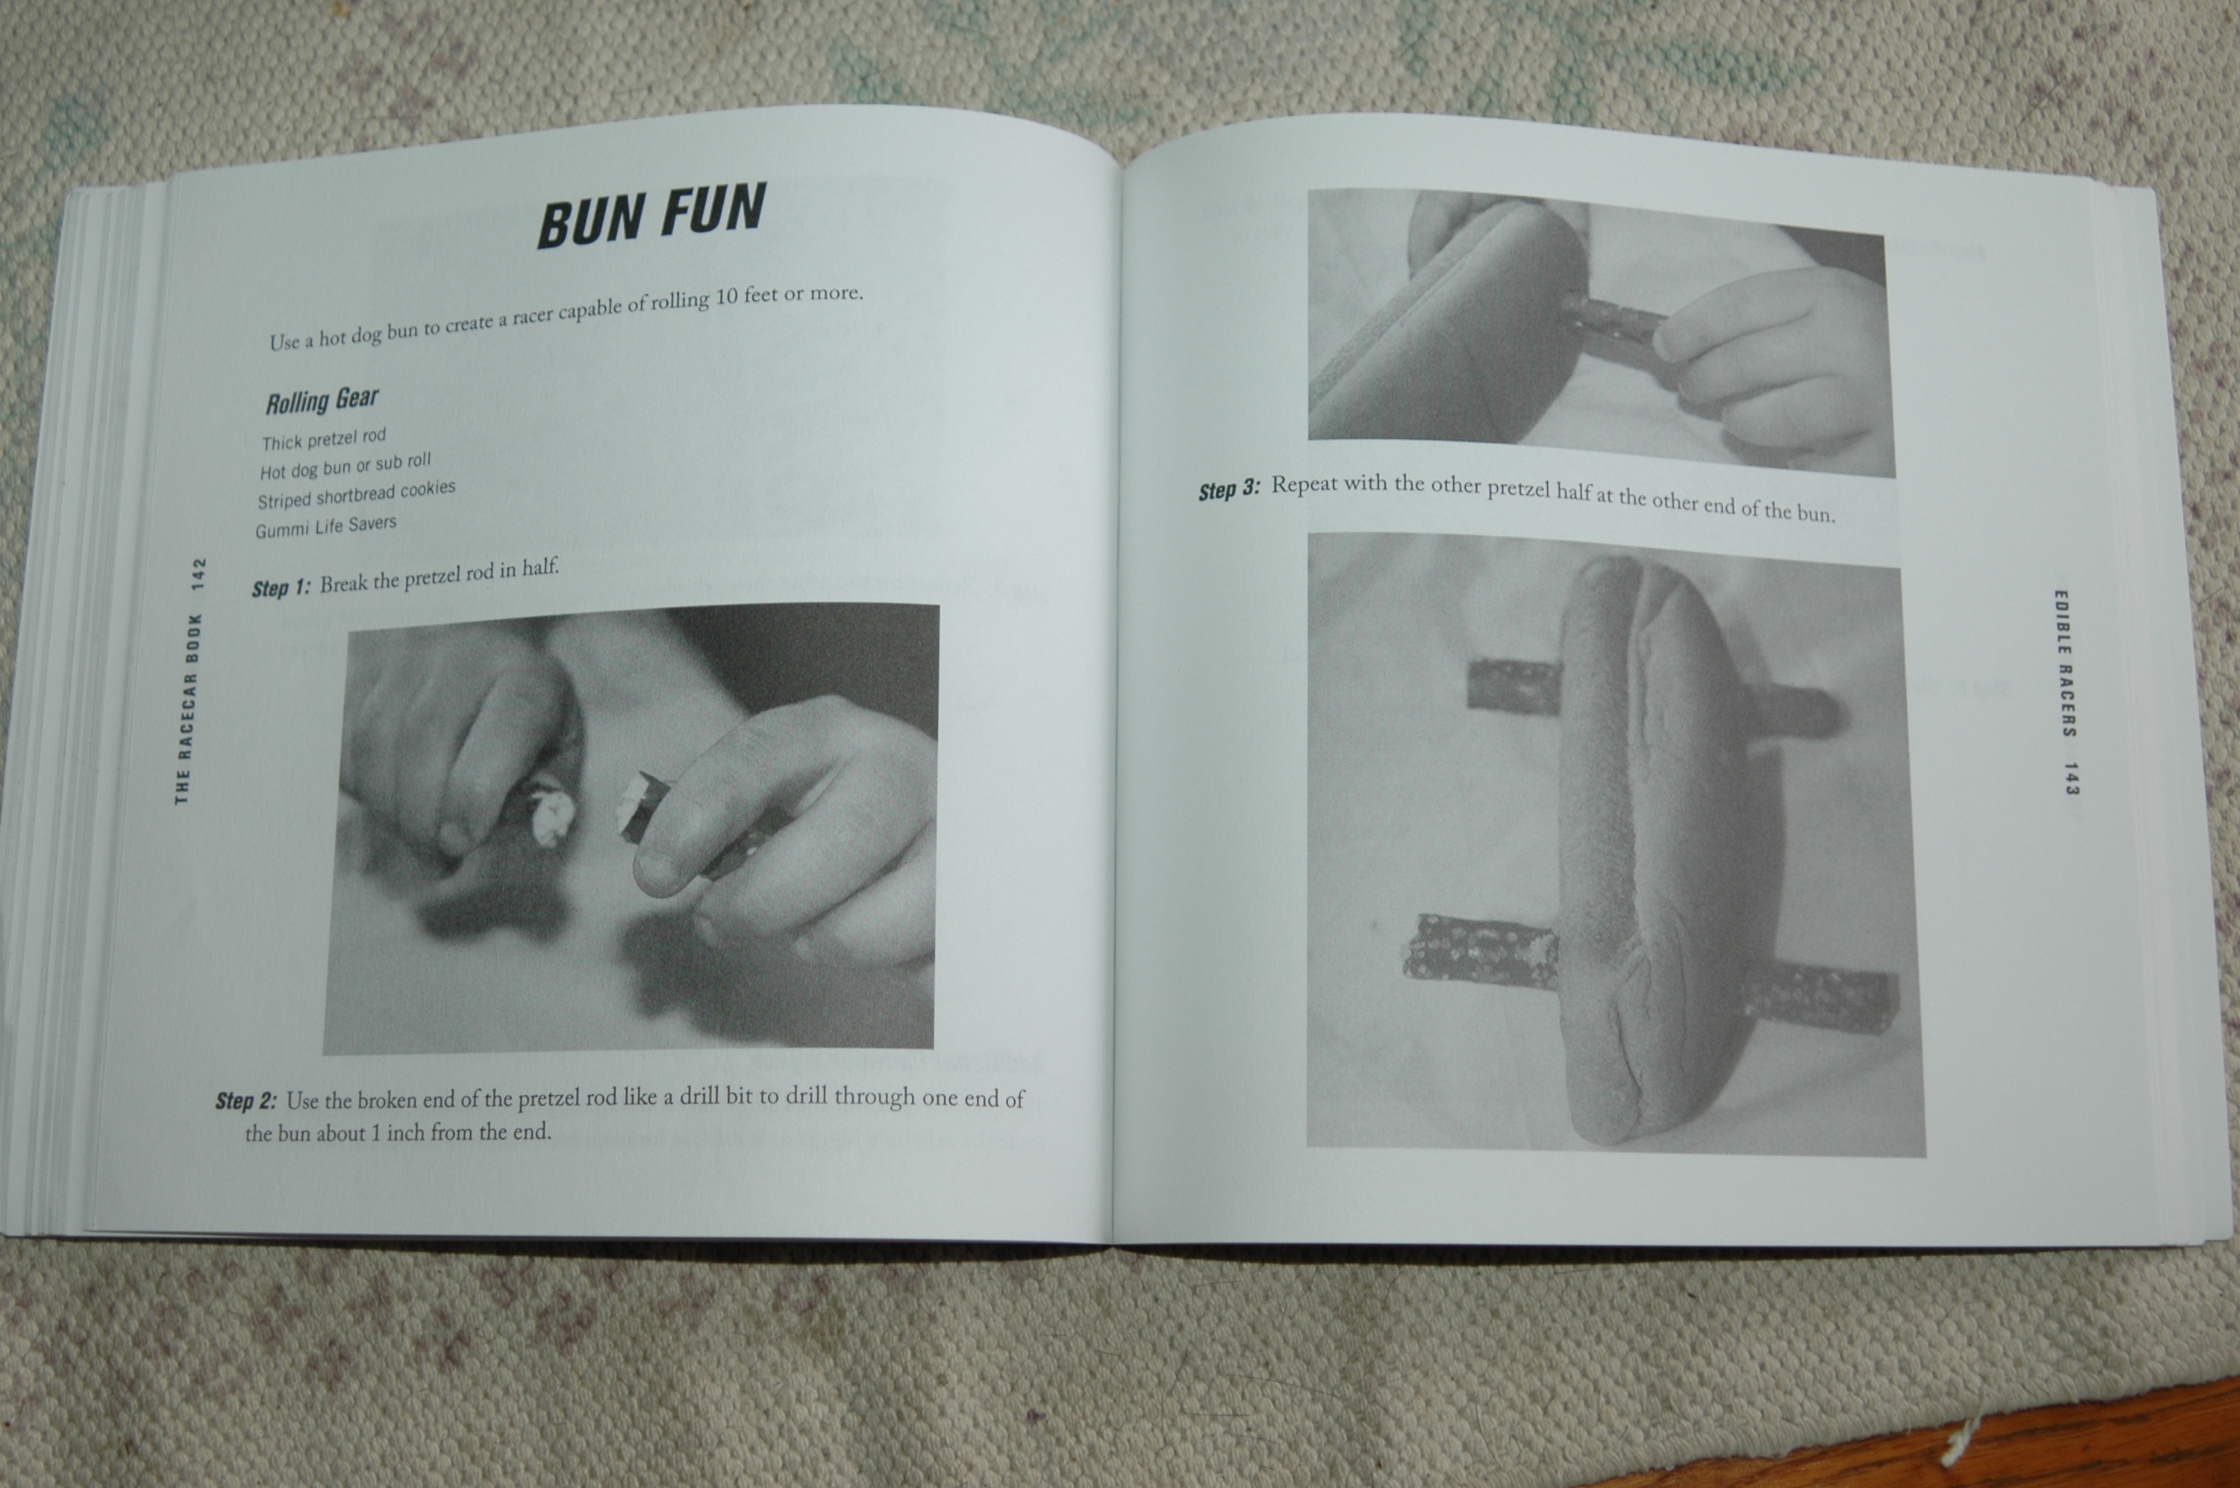 BUN FUN
Use a hot dog bun to create a racer capable of rolling 10 feet or more.
Rolling Gear
Thick pretzel rod
Hot dog bun or sub roll
Striped shortbread cookies
Gummi Life Savers
Step 1: Break the pretzel rod in half.
Step 2: Use the broken end of the pretzel rod like a drill bit to drill through one end of
the bun about 1 inch from the end.
THE RACECAR BOOK 142
Step 3: Repeat with the other pretzel half at the other end of the bun.
EDIBLE RACERS 143